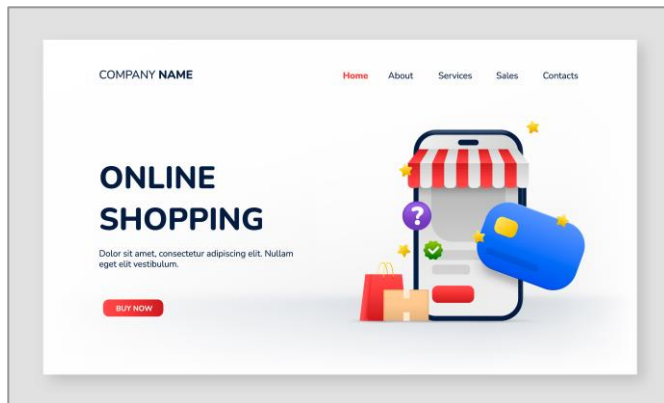 COMPANY NAME
Home About Services Sales Contacts
ONLINE
SHOPPING
Dolor sit amet, consectetur adipiscing elit. Nullam
eget elit vestibulum.
BUY NOW
?